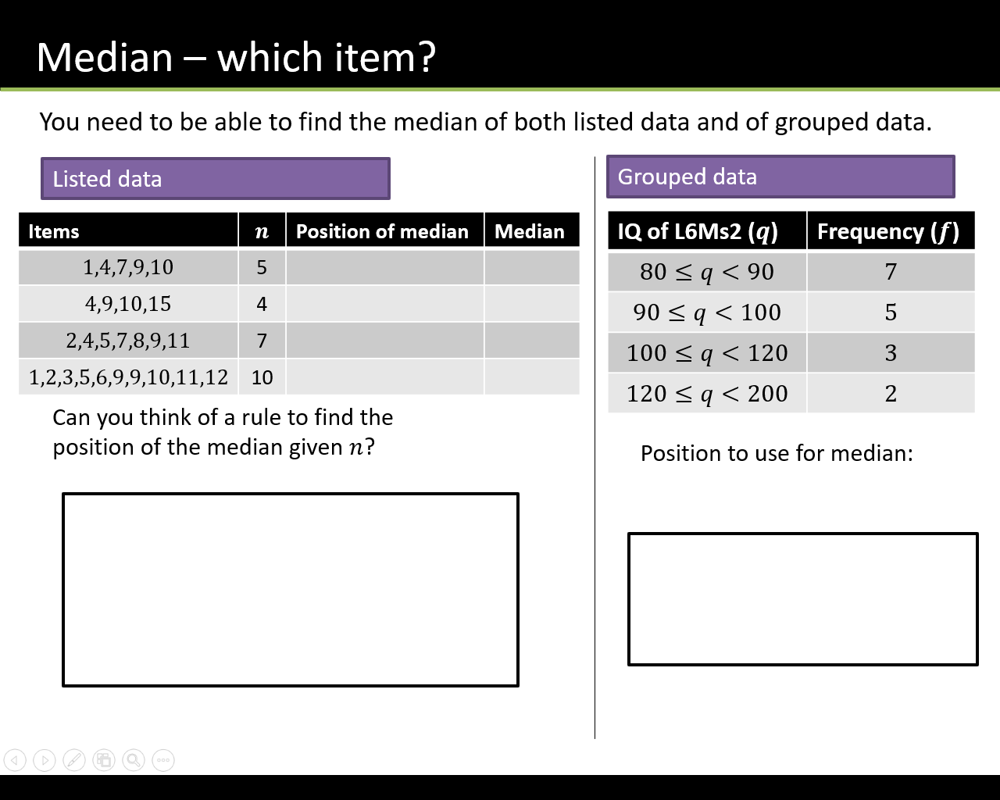 Median – which item?
You need to be able to find the median of both listed data and of grouped data.
Listed data
Items n Position of median Median
1,4,7,9,10 5
4,9,10,15 4
2,4,5,7,8,9,11 7
1,2,3,5,6,9,9,10,11,12 10
Can you think of a rule to find the
position of the median given n?
Grouped data
IQ of L6Ms2 (q) Frequency (f)
80 ≤ q < 90 7
90 ≤ q < 100 5
100 ≤ q < 120 3
120 ≤ q < 200 2
Position to use for median: